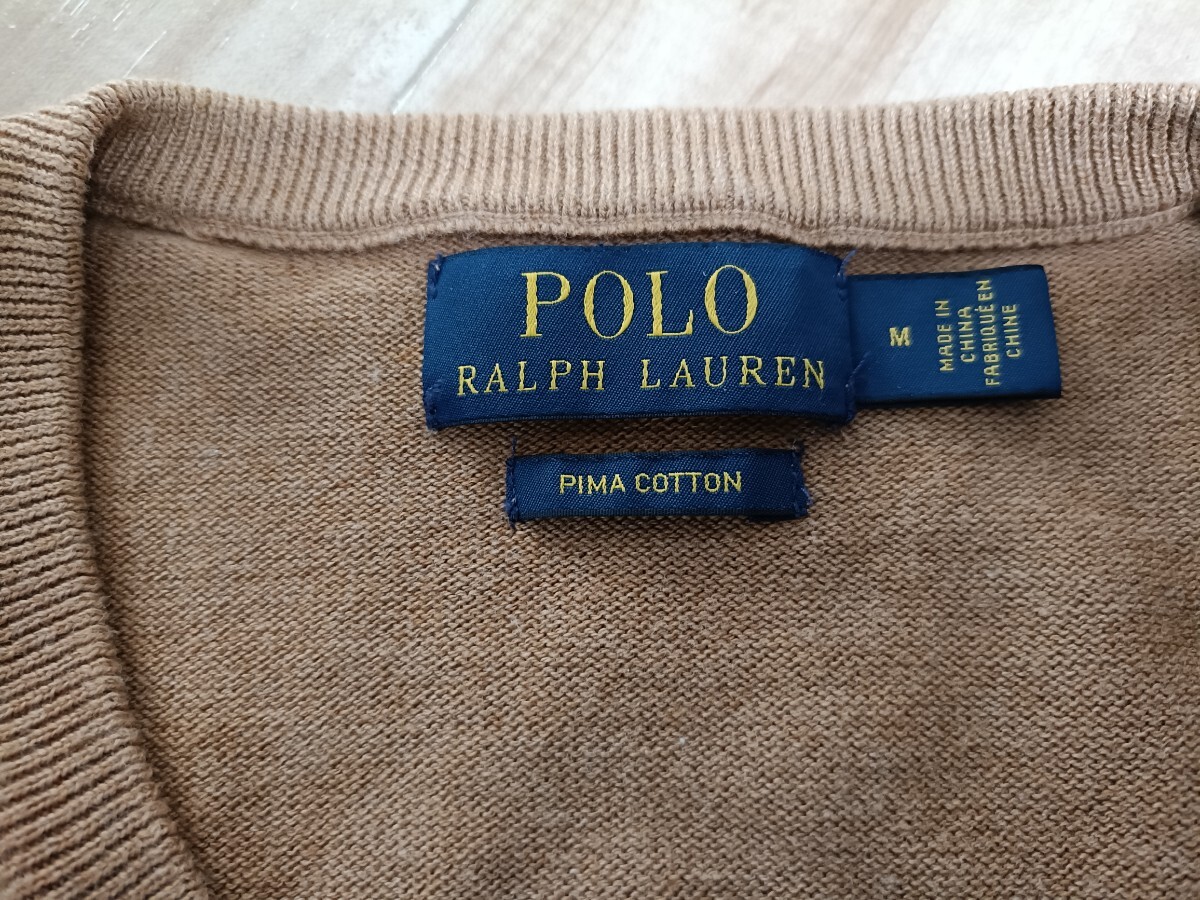 POLO
RALPH LAUREN
M
MADE IN
CHINA
FABRIQUÉ EN
CHINE
PIMA COTTON